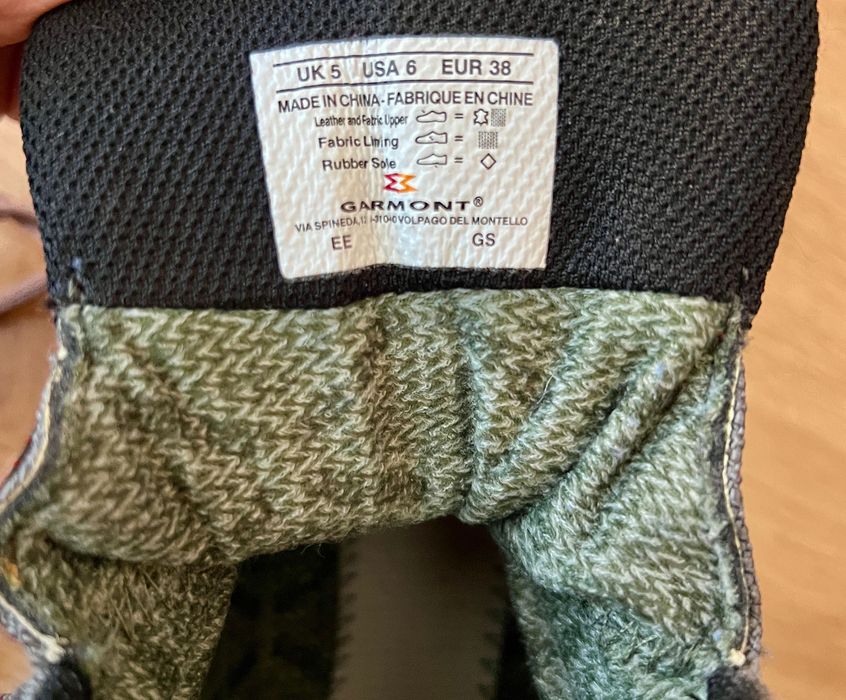 UK 5 USA 6 EUR 38
MADE IN CHINA - FABRIQUE EN CHINE
Leather and Fabric Upper =
Fabric Lining =
Rubber Sole =
GARMONT®
VIA SPINEDA, VOLPAGO DEL MONTELLO
EE GS